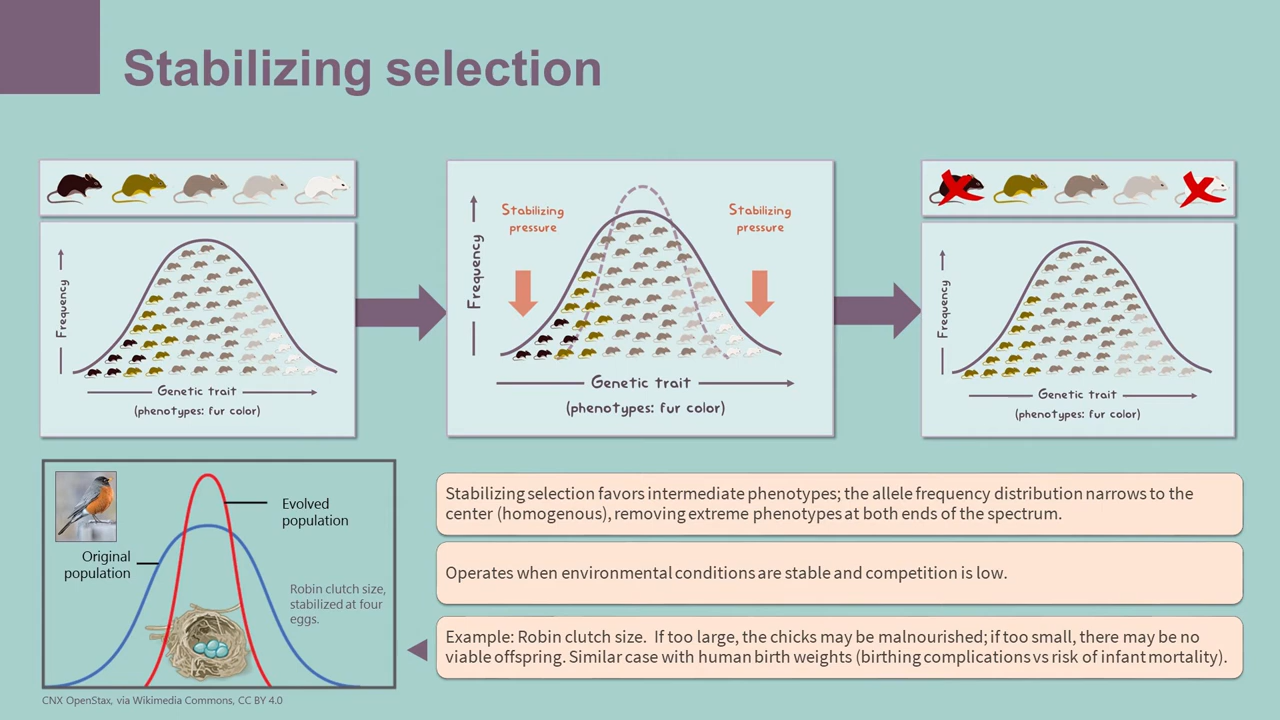 Stabilizing selection
Frequency
Genetic trait
(phenotypes: fur color)
Stabilizing
pressure
Stabilizing
pressure
Frequency
Genetic trait
(phenotypes: fur color)
Frequency
Genetic trait
(phenotypes: fur color)
Evolved
population
Original
population
Robin clutch size,
stabilized at four
eggs.
CNX OpenStax, via Wikimedia Commons, CC BY 4.0
Stabilizing selection favors intermediate phenotypes; the allele frequency distribution narrows to the
center (homogenous), removing extreme phenotypes at both ends of the spectrum.
Operates when environmental conditions are stable and competition is low.
Example: Robin clutch size. If too large, the chicks may be malnourished; if too small, there may be no
viable offspring. Similar case with human birth weights (birthing complications vs risk of infant mortality).